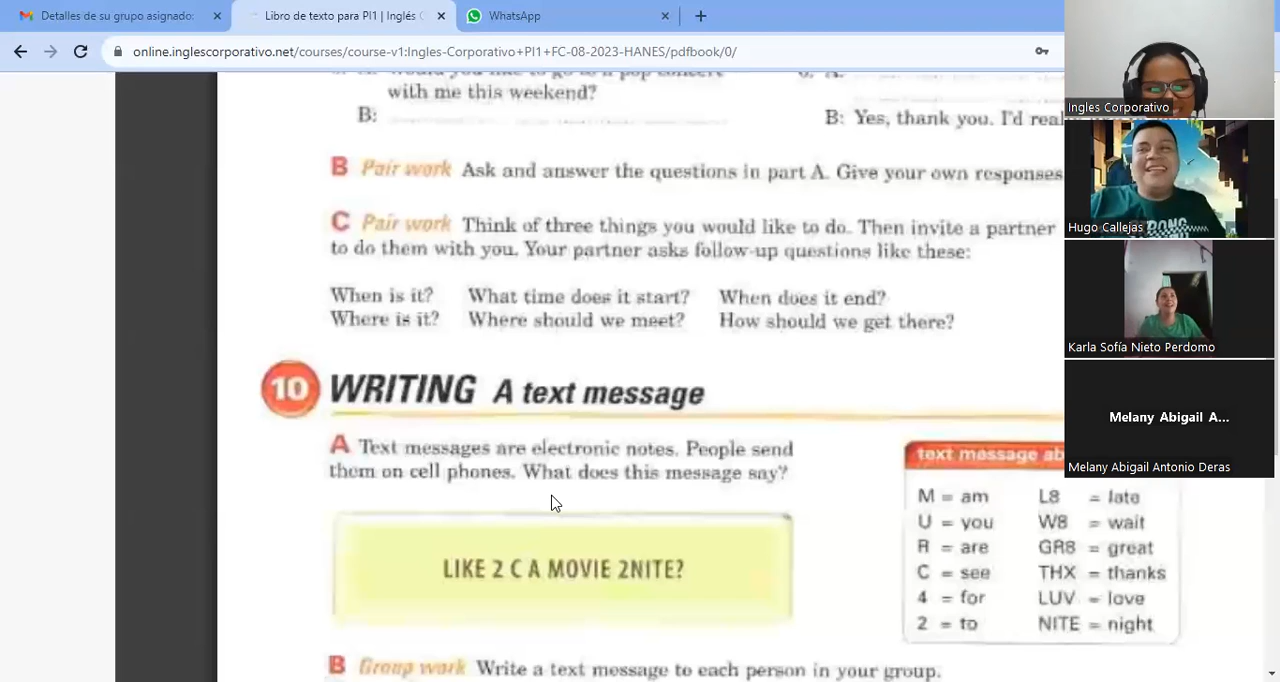 Detalles de su grupo asignado:
Libro de texto para PI1 | Inglés C
WhatsApp
online.inglescorporativo.net/courses/course-v1:Ingles-Corporativo+PI1+FC-08-2023-HANES/pdfbook/0/
with me this weekend?
B:
B: Yes, thank you. I'd real
B Pair work Ask and answer the questions in part A. Give your own responses
C Pair work Think of three things you would like to do. Then invite a partner
to do them with you. Your partner asks follow-up questions like these:
When is it? What time does it start? When does it end?
Where is it? Where should we meet? How should we get there?
10 WRITING A text message
A Text messages are electronic notes. People send
them on cell phones. What does this message say?
LIKE 2 C A MOVIE 2NITE?
text message ab
M = am L8 = late
U = you W8 = wait
R = are GR8 = great
C = see THX = thanks
4 = for LUV = love
2 = to NITE = night
B Group work Write a text message to each person in your group.
Ingles Corporativo
Hugo Callejas
Karla Sofía Nieto Perdomo
Melany Abigail A...
Melany Abigail Antonio Deras